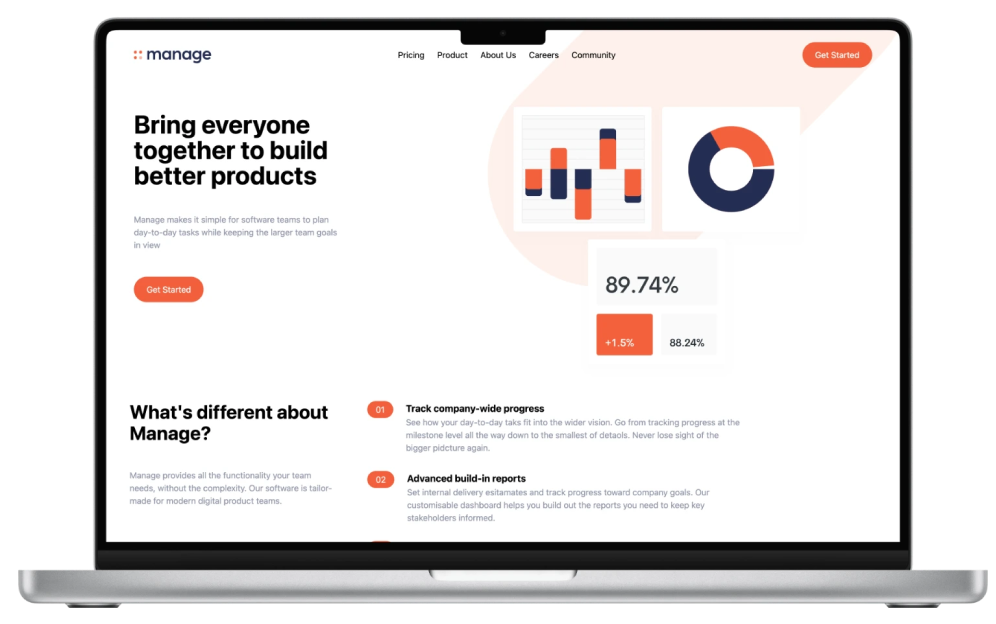 manage
Pricing Product About Us Careers Community
Get Started
Bring everyone
together to build
better products
Manage makes it simple for software teams to plan
day-to-day tasks while keeping the larger team goals
in view
Get Started
89.74%
+1.5%
88.24%
What's different about
Manage?
Manage provides all the functionality your team
needs, without the complexity. Our software is tailor-
made for modern digital product teams.
01
Track company-wide progress
See how your day-to-day taks fit into the wider vision. Go from tracking progress at the
milestone level all the way down to the smallest of detaols. Never lose sight of the
bigger pidcture again.
02
Advanced build-in reports
Set internal delivery esitamates and track progress toward company goals. Our
customisable dashboard helps you build out the reports you need to keep key
stakeholders informed.